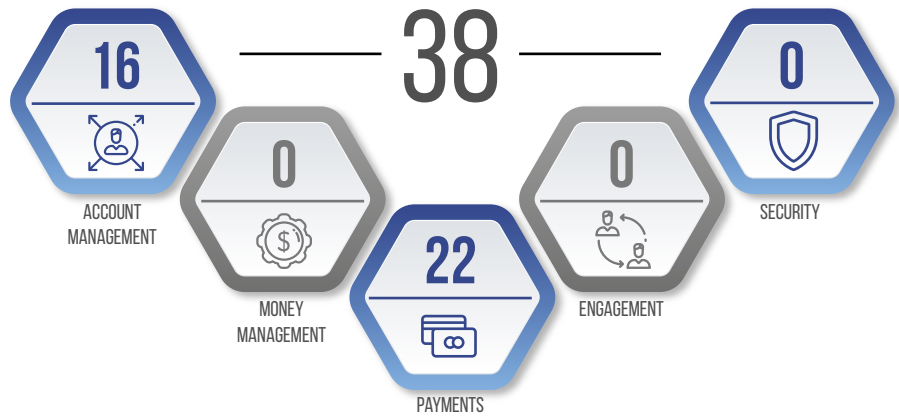 38
16
ACCOUNT
MANAGEMENT
0
$
MONEY
MANAGEMENT
22
PAYMENTS
0
ENGAGEMENT
0
SECURITY